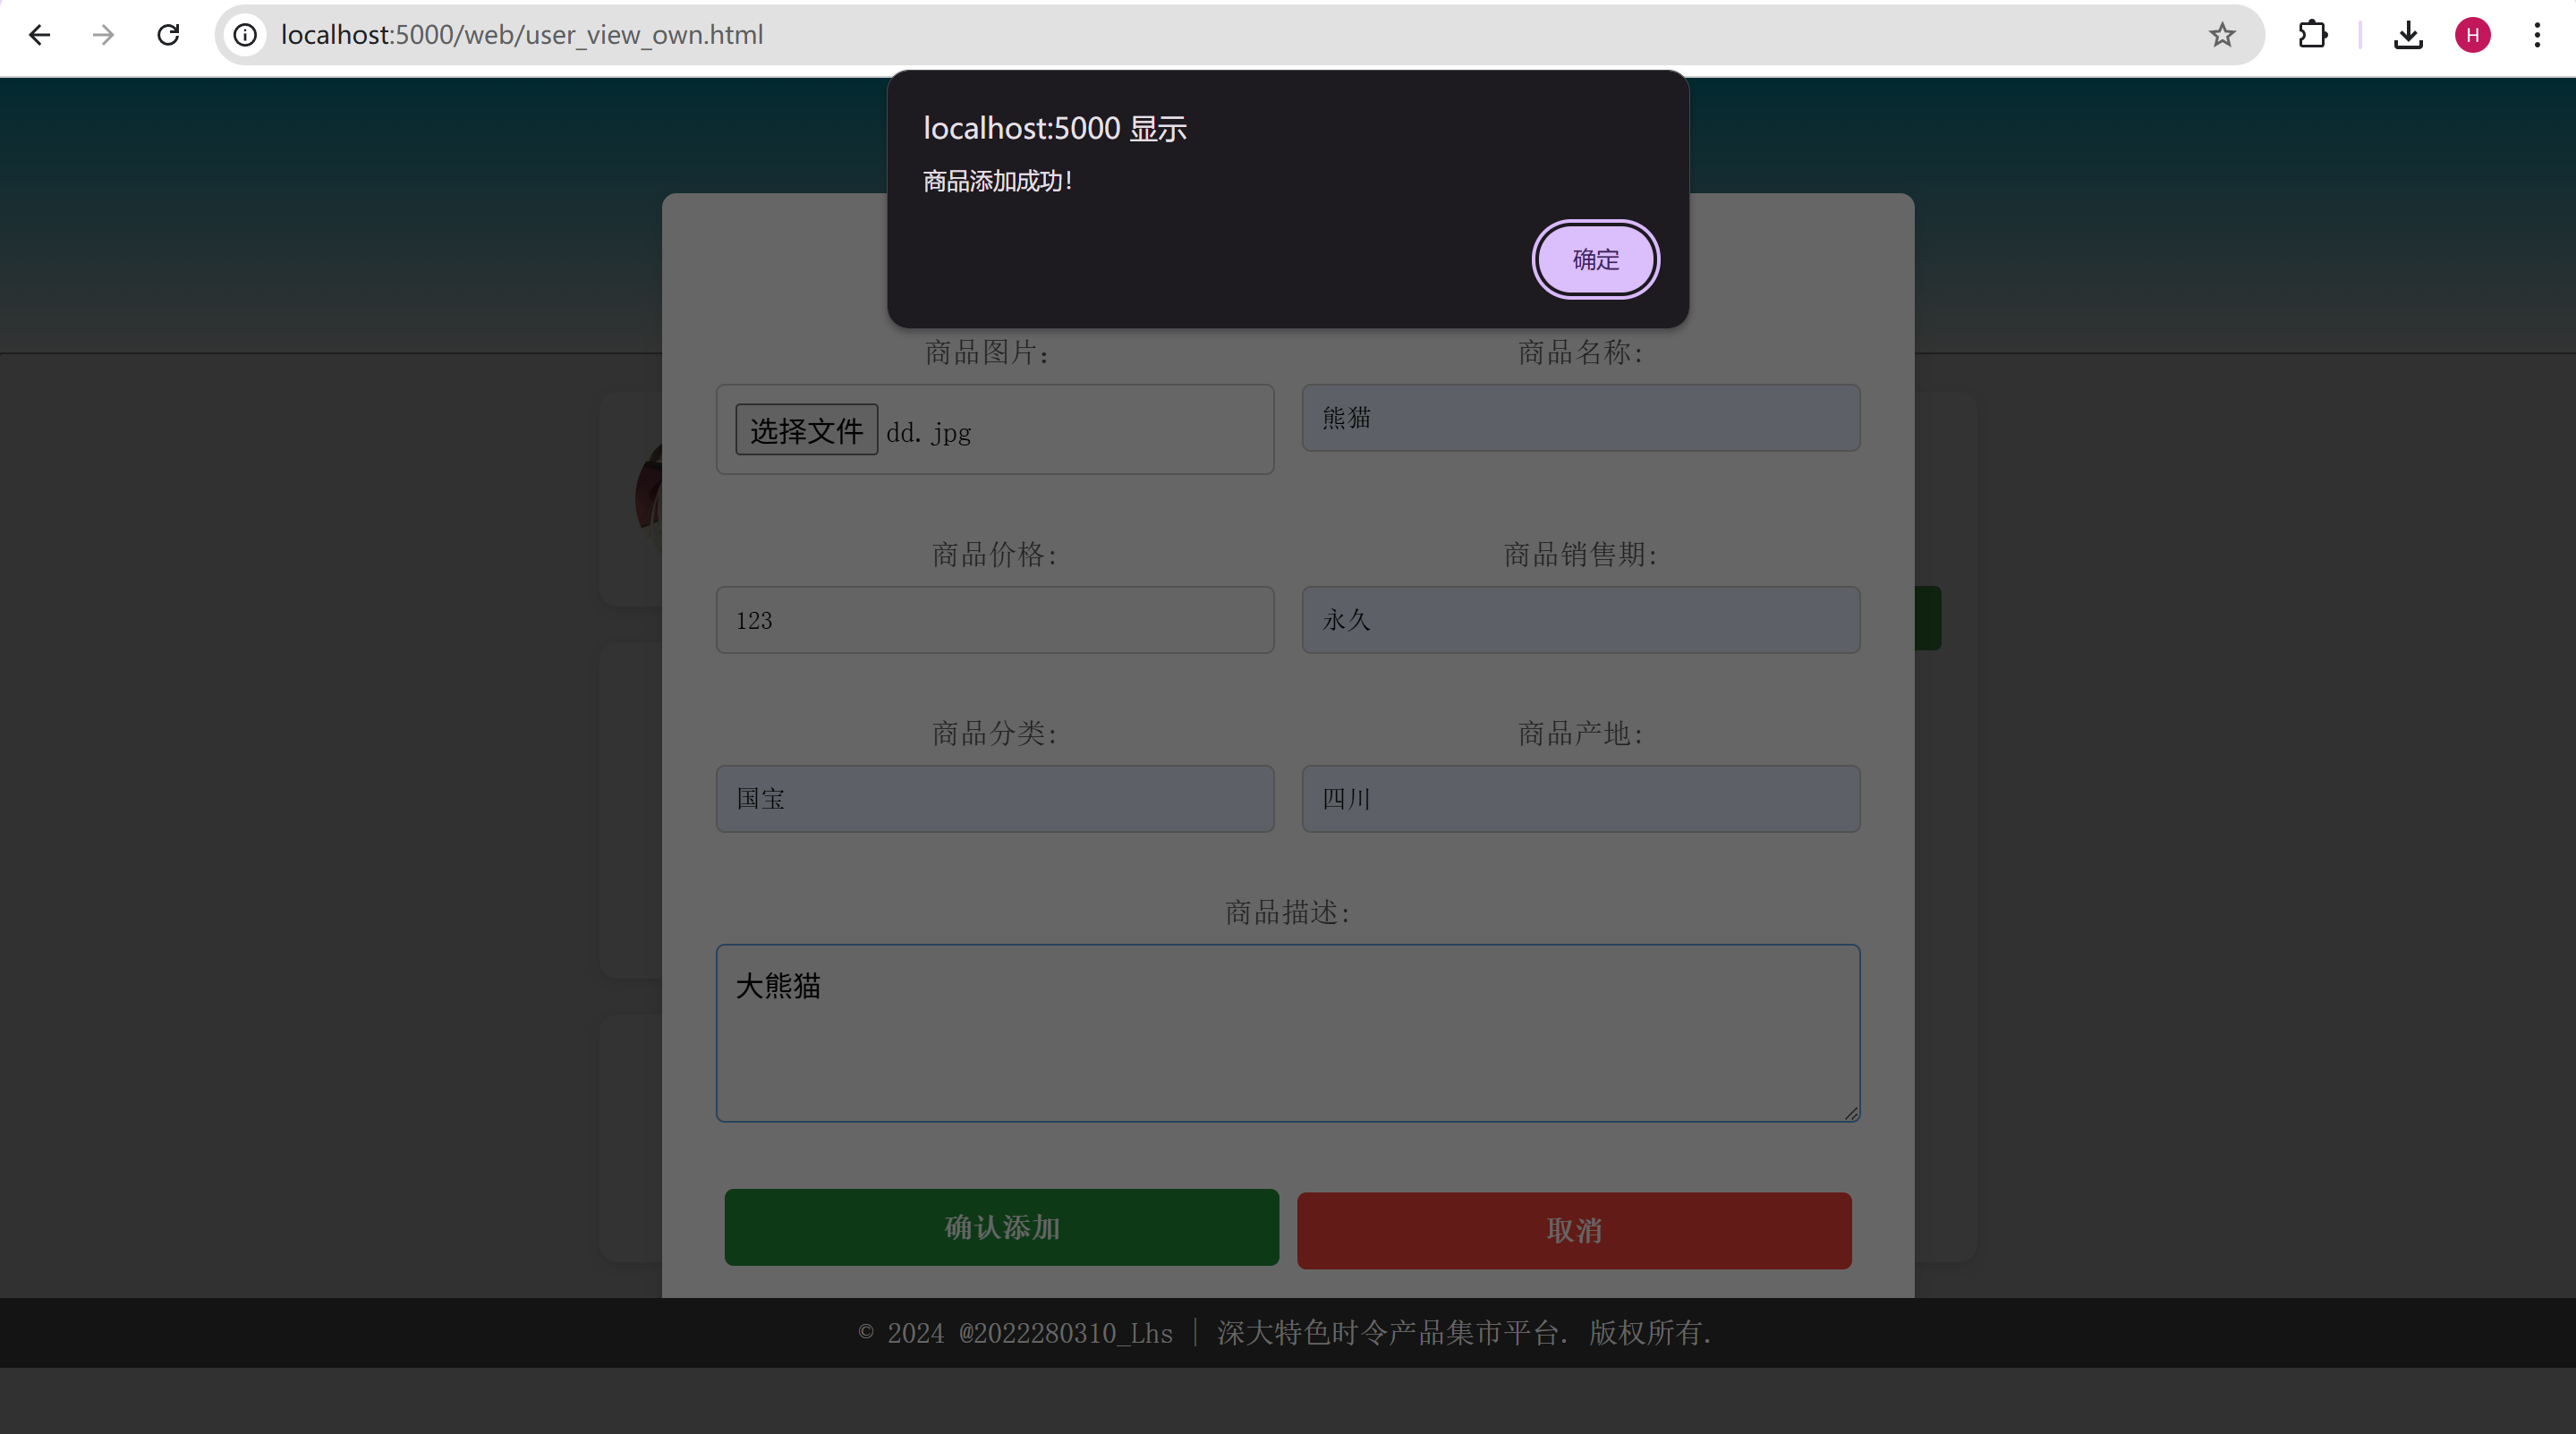 localhost:5000/web/user_view_own.html
H
localhost:5000 显示
商品添加成功！
确定
商品图片：
商品名称：
选择文件 dd.jpg
熊猫
商品价格：
商品销售期：
123
永久
商品分类：
商品产地：
国宝
四川
商品描述：
大熊猫
确认添加
取消
© 2024 @2022280310_Lhs | 深大特色时令产品集市平台. 版权所有.